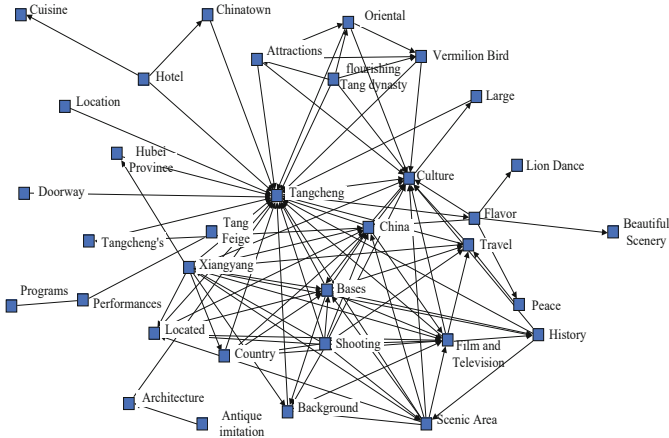 Cuisine
Chinatown
Oriental
Attractions
Vermilion Bird
Hotel
flourishing
Tang dynasty
Large
Location
Hubei
Province
Lion Dance
Culture
Doorway
Tangcheng
Flavor
Beautiful
Scenery
Tang
Feige
China
Tangcheng's
Travel
Xiangyang
Bases
Programs
Performances
Peace
Located
Shooting
History
Country
Film and
Television
Architecture
Background
Antique
imitation
Scenic Area